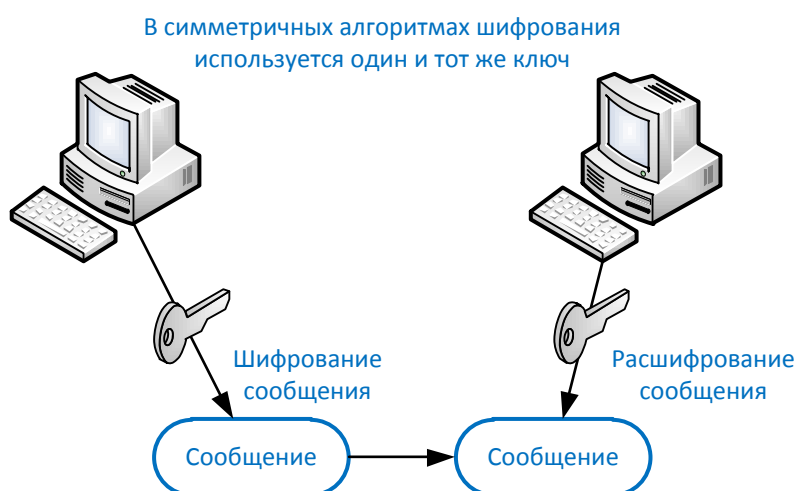 В симметричных алгоритмах шифрования
используется один и тот же ключ
Шифрование
сообщения
Расшифрование
сообщения
Сообщение
Сообщение